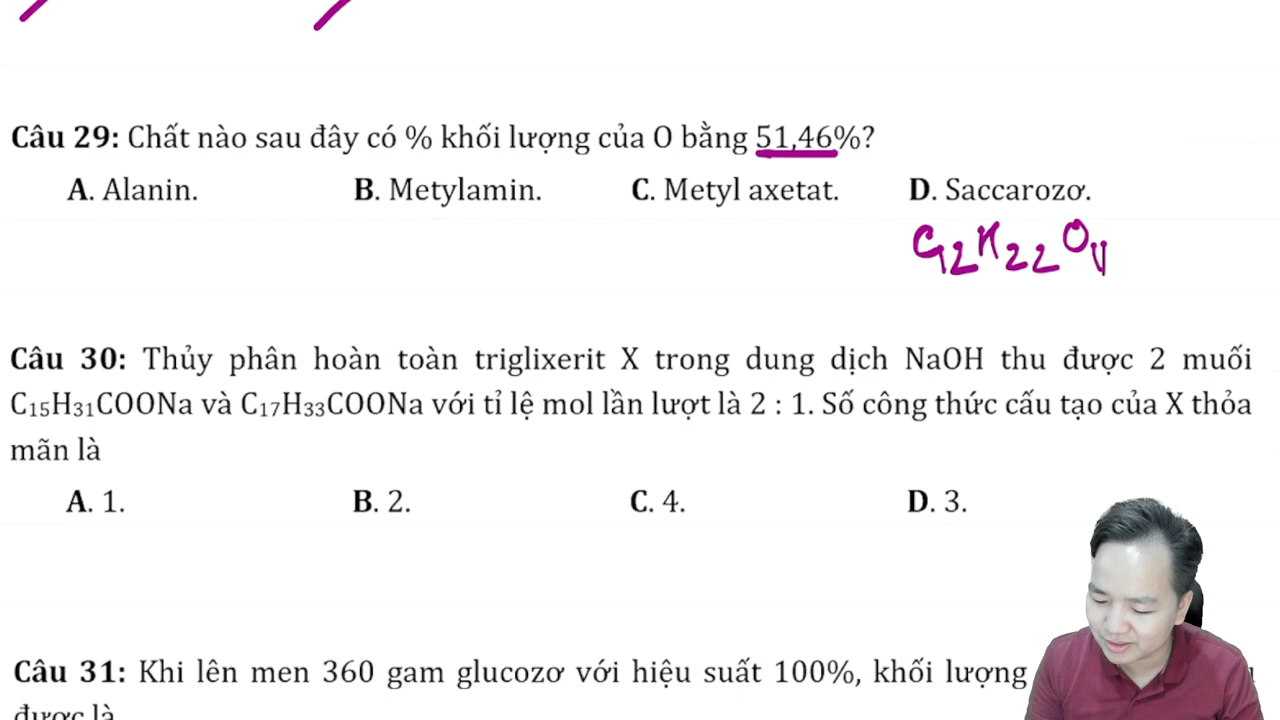 Câu 29: Chất nào sau đây có % khối lượng của O bằng 51,46%?
A. Alanin. B. Metylamin. C. Metyl axetat. D. Saccarozơ.
C12H22O11
Câu 30: Thủy phân hoàn toàn triglixerit X trong dung dịch NaOH thu được 2 muối
C₁₅H₃₁COONa và C₁₇H₃₃COONa với tỉ lệ mol lần lượt là 2 : 1. Số công thức cấu tạo của X thỏa
mãn là
A. 1. B. 2. C. 4. D. 3.
Câu 31: Khi lên men 360 gam glucozơ với hiệu suất 100%, khối lượng
được là